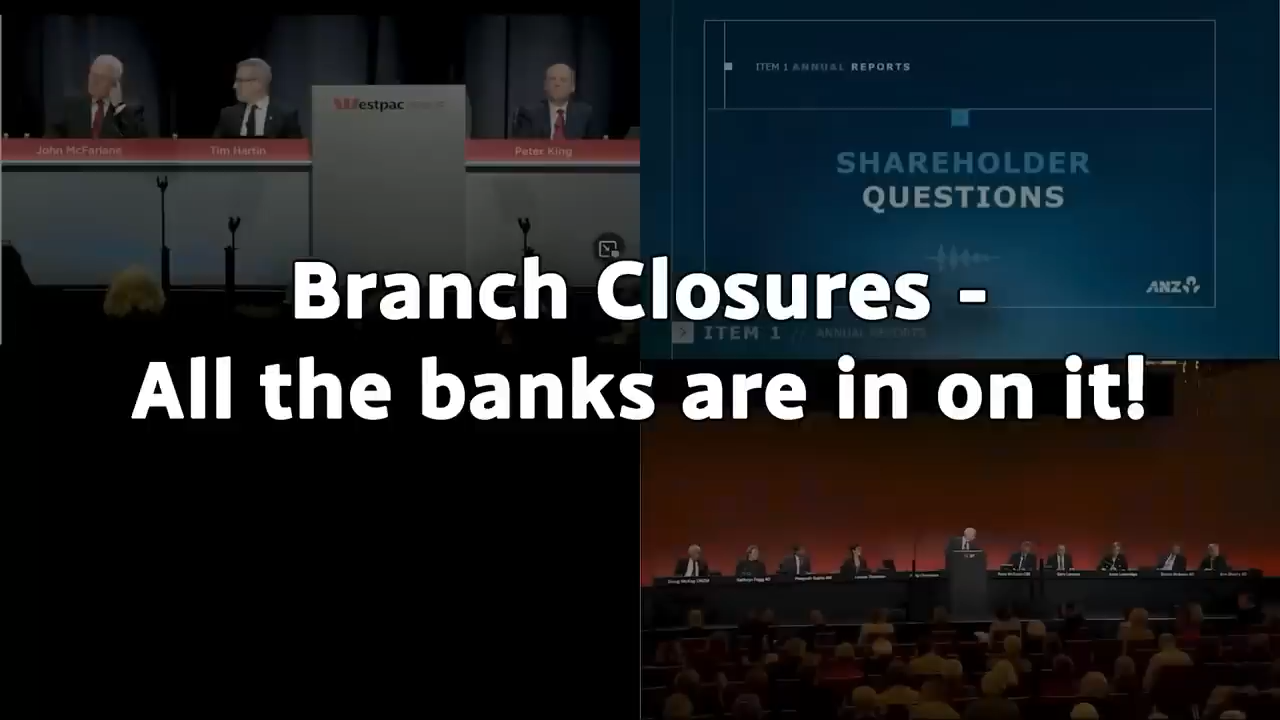 Westpac
John McFarlane
Tim Hartin
Peter King
ITEM 1 ANNUAL REPORTS
SHAREHOLDER
QUESTIONS
ANZ
ITEM 1 // ANNUAL REPORTS
Branch Closures -
All the banks are in on it!